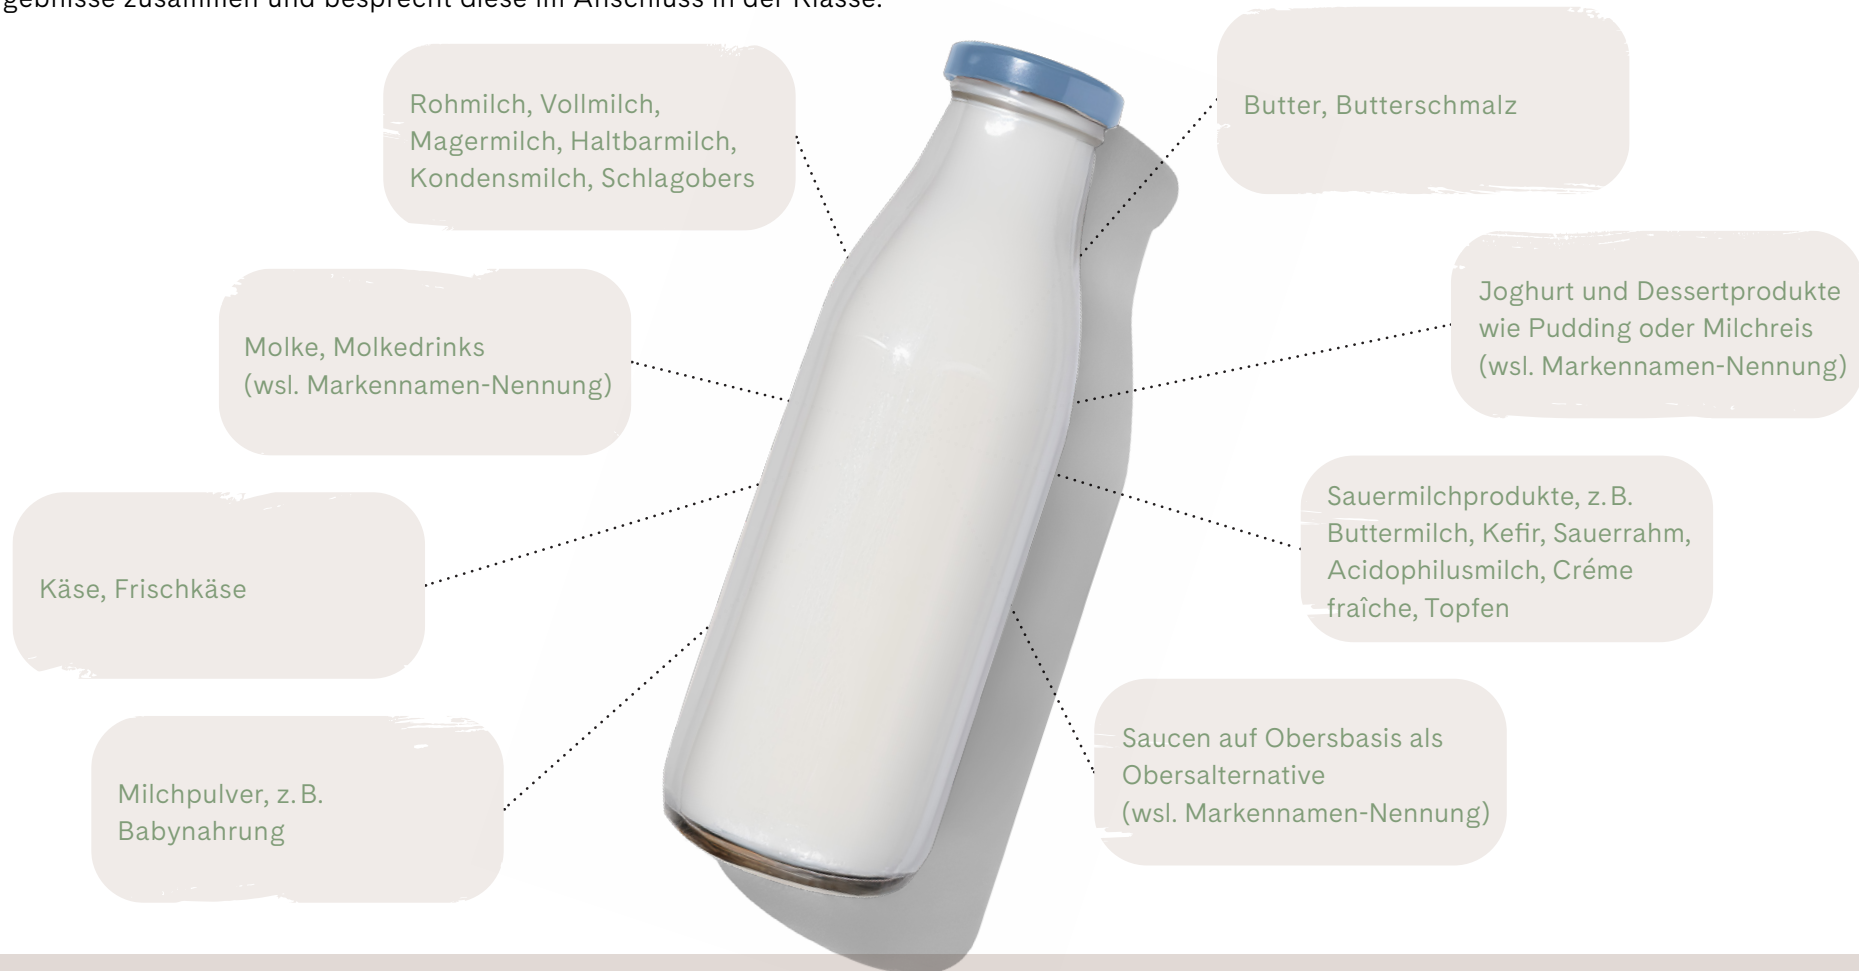 gebnisse zusammen und besprecht diese im Anschluss in der Klasse.
Rohmilch, Vollmilch,
Magermilch, Haltbarmilch,
Kondensmilch, Schlagobers
Butter, Butterschmalz
Molke, Molkedrinks
(wsl. Markennamen-Nennung)
Joghurt und Dessertprodukte
wie Pudding oder Milchreis
(wsl. Markennamen-Nennung)
Käse, Frischkäse
Sauermilchprodukte, z. B.
Buttermilch, Kefir, Sauerrahm,
Acidophilusmilch, Créme
fraîche, Topfen
Milchpulver, z. B.
Babynahrung
Saucen auf Obersbasis als
Obersalternative
(wsl. Markennamen-Nennung)